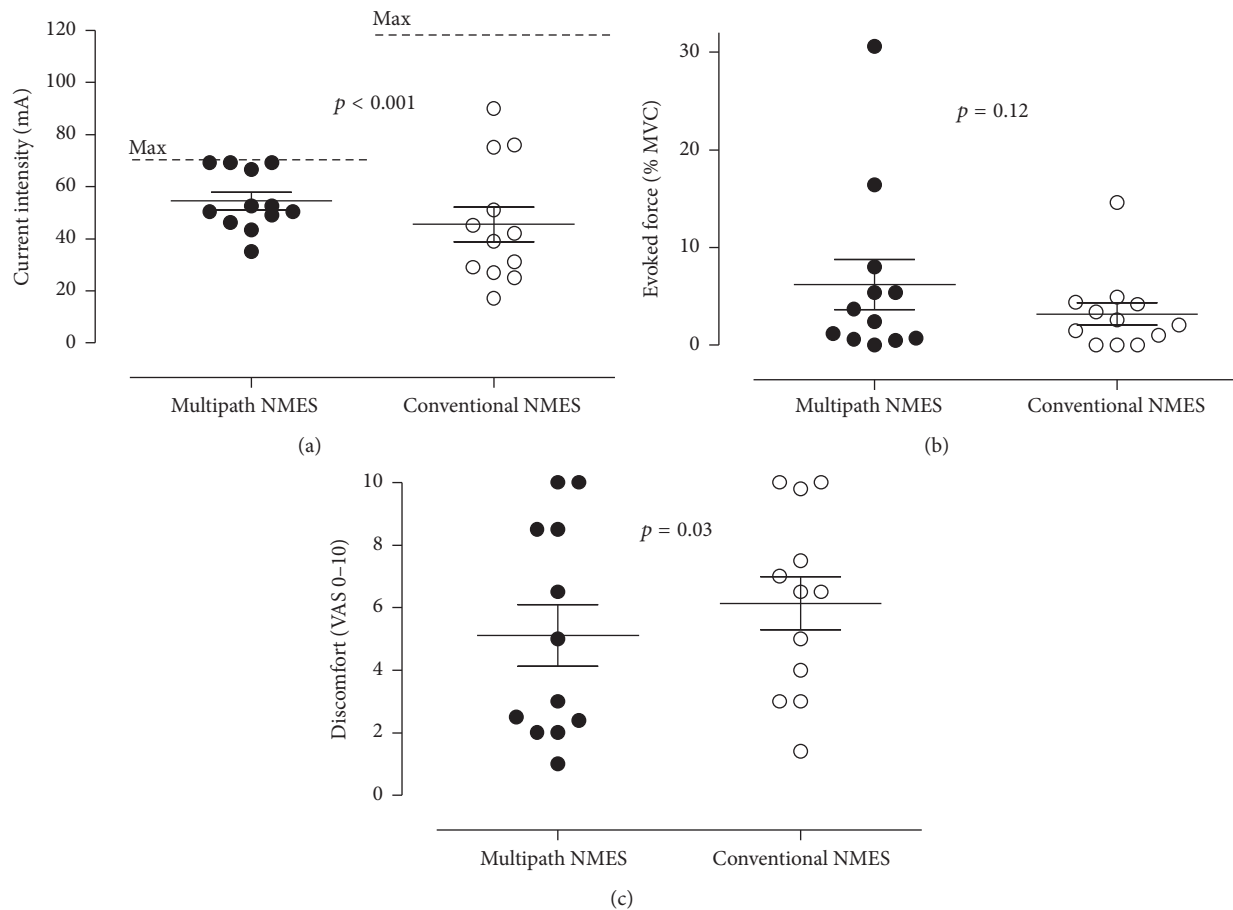 Current intensity (mA)
120
100
80
60
40
20
0
Max
Max
p < 0.001
Multipath NMES
Conventional NMES
(a)
Evoked force (% MVC)
30
20
10
0
p = 0.12
Multipath NMES
Conventional NMES
(b)
Discomfort (VAS 0–10)
10
8
6
4
2
0
p = 0.03
Multipath NMES
Conventional NMES
(c)